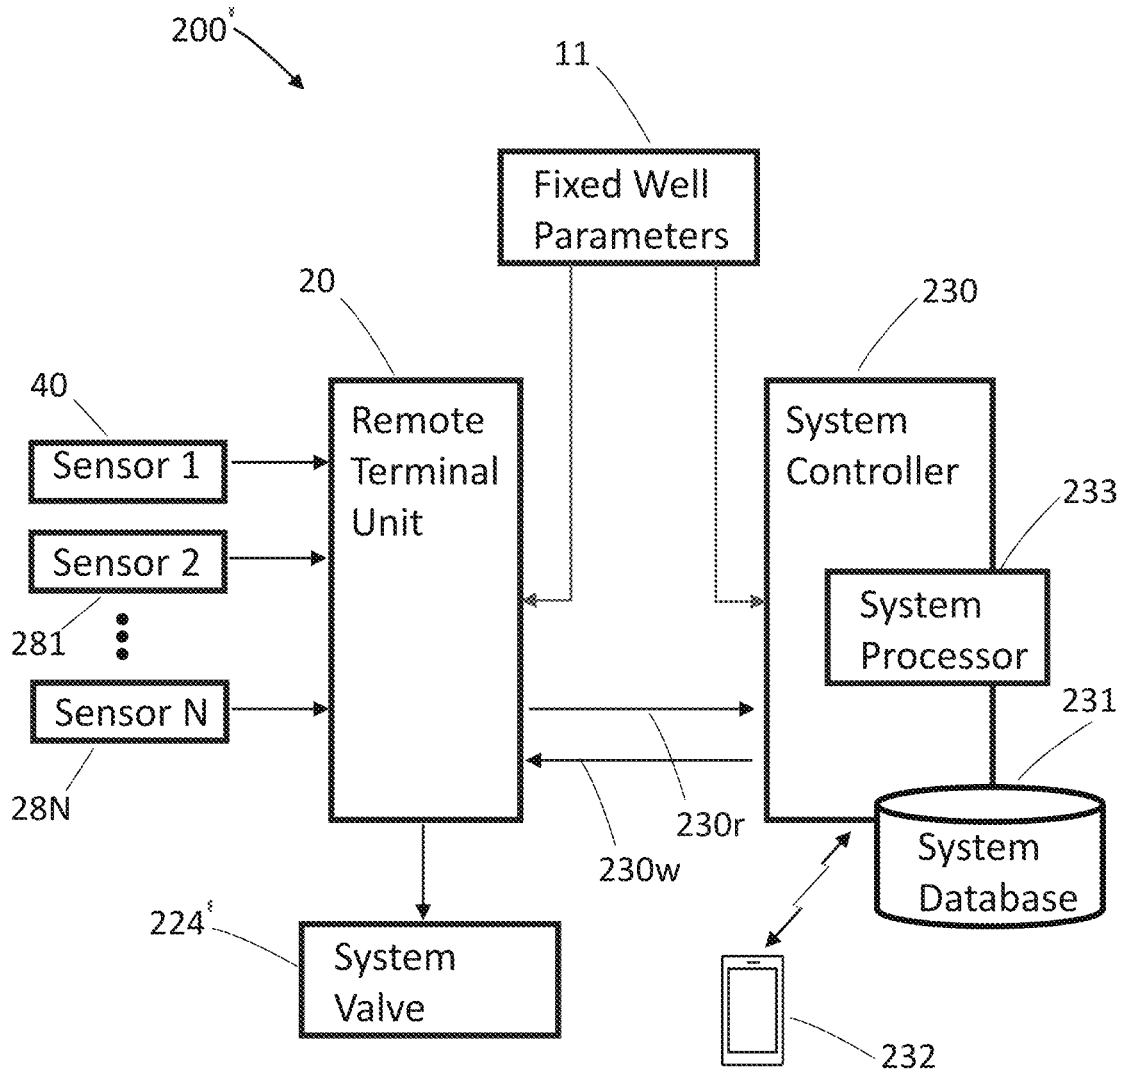 200'
11
Fixed Well
Parameters
20
230
40
Remote
Terminal
Unit
System
Controller
Sensor 1
233
Sensor 2
281
System
Processor
Sensor N
231
28N
230r
230w
System
Database
224'
System
Valve
232